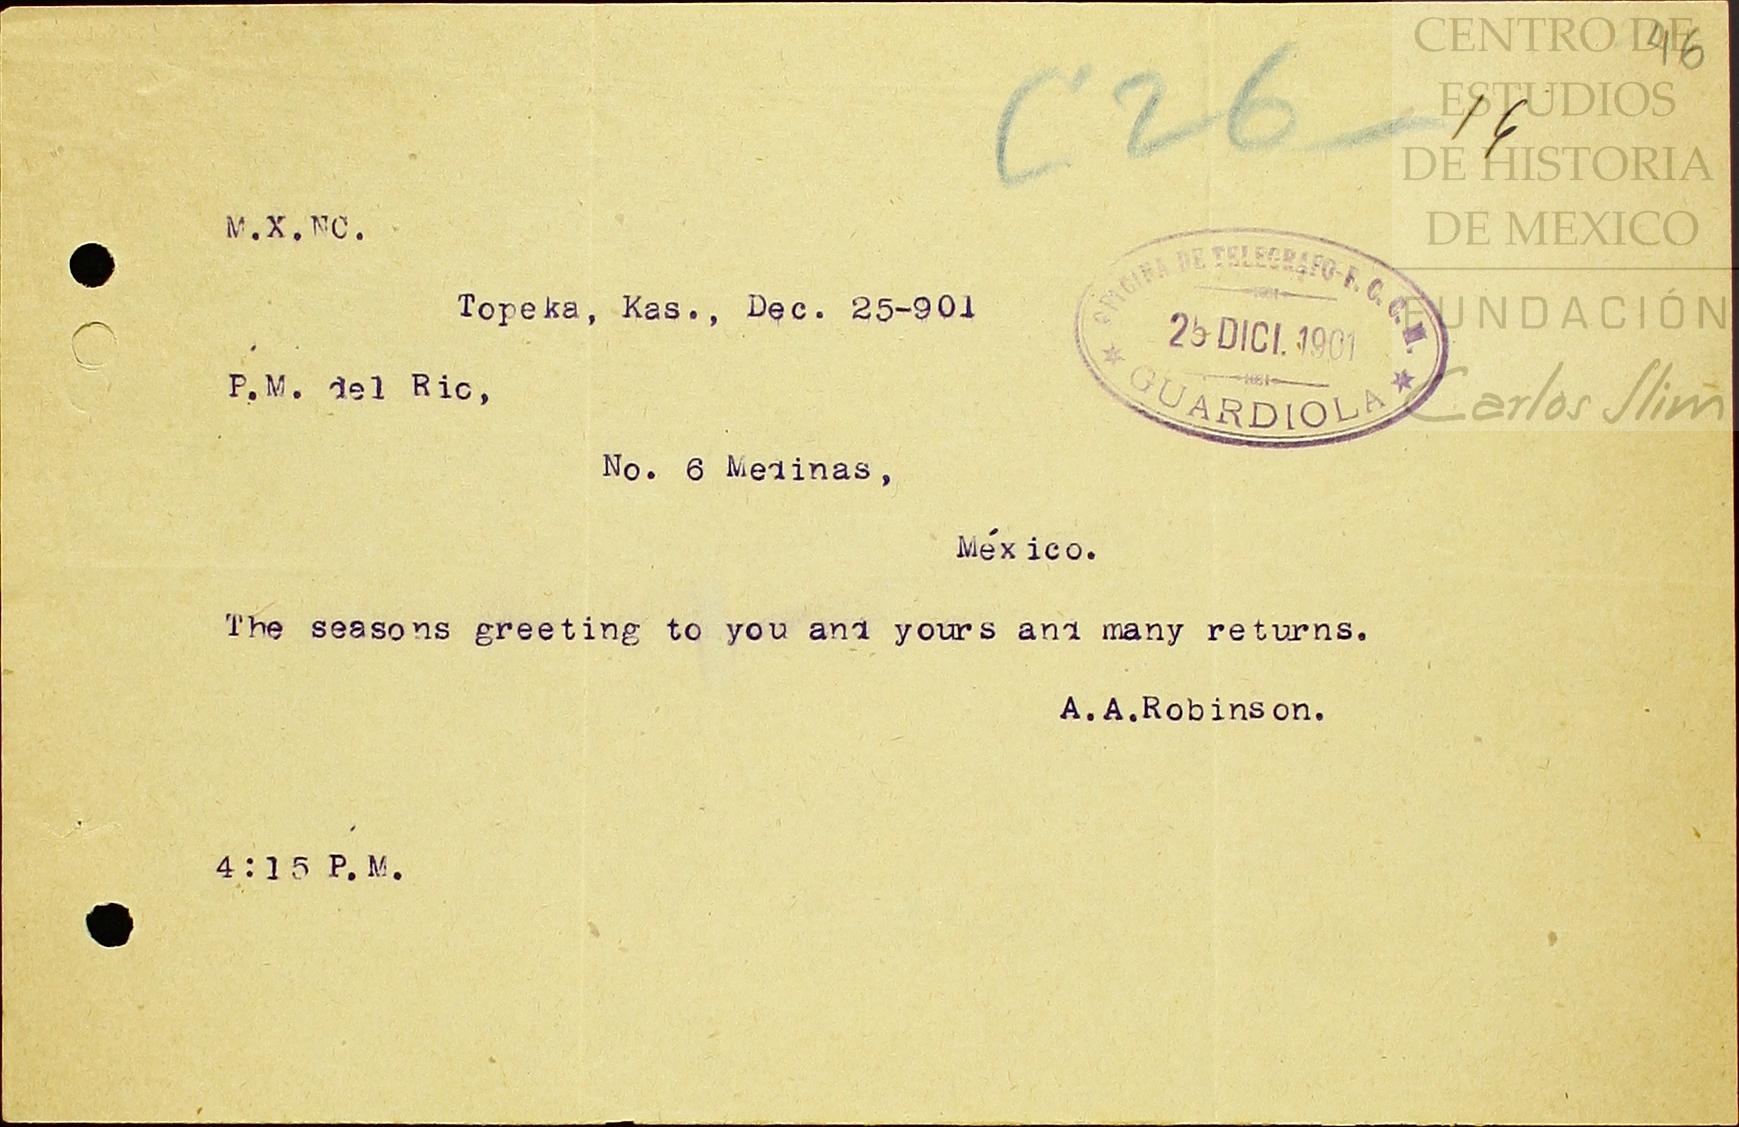 CENTRO DE
ESTUDIOS
DE HISTORIA
DE MEXICO
FUNDACIÓN
Carlos Slim
46
C26-16
M.X.NC.
Topeka, Kas., Dec. 25-901
OFICINA DE TELEGRAFO-F.C.C.M.
25 DICI. 1901
GUARDIOLA
P.M. del Rio,
No. 6 Medinas,
México.
The seasons greeting to you and yours and many returns.
A.A.Robinson.
4:15 P.M.